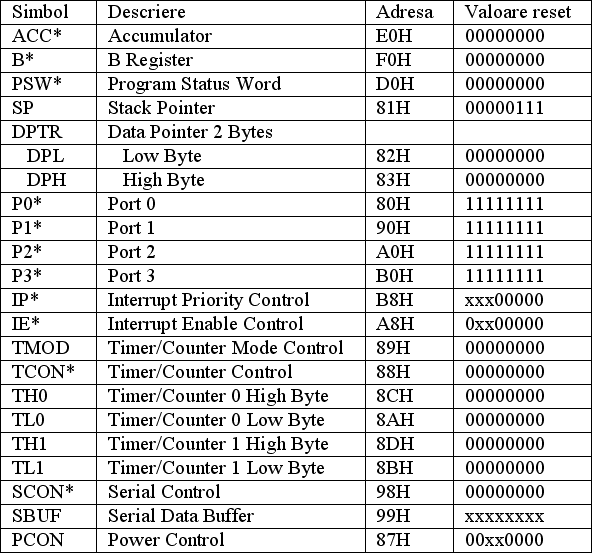 Simbol Descriere Adresa Valoare reset
ACC* Accumulator E0H 00000000
B* B Register F0H 00000000
PSW* Program Status Word D0H 00000000
SP Stack Pointer 81H 00000111
DPTR Data Pointer 2 Bytes
DPL Low Byte 82H 00000000
DPH High Byte 83H 00000000
P0* Port 0 80H 11111111
P1* Port 1 90H 11111111
P2* Port 2 A0H 11111111
P3* Port 3 B0H 11111111
IP* Interrupt Priority Control B8H xxx00000
IE* Interrupt Enable Control A8H 0xx00000
TMOD Timer/Counter Mode Control 89H 00000000
TCON* Timer/Counter Control 88H 00000000
TH0 Timer/Counter 0 High Byte 8CH 00000000
TL0 Timer/Counter 0 Low Byte 8AH 00000000
TH1 Timer/Counter 1 High Byte 8DH 00000000
TL1 Timer/Counter 1 Low Byte 8BH 00000000
SCON* Serial Control 98H 00000000
SBUF Serial Data Buffer 99H xxxxxxxx
PCON Power Control 87H 00xx0000